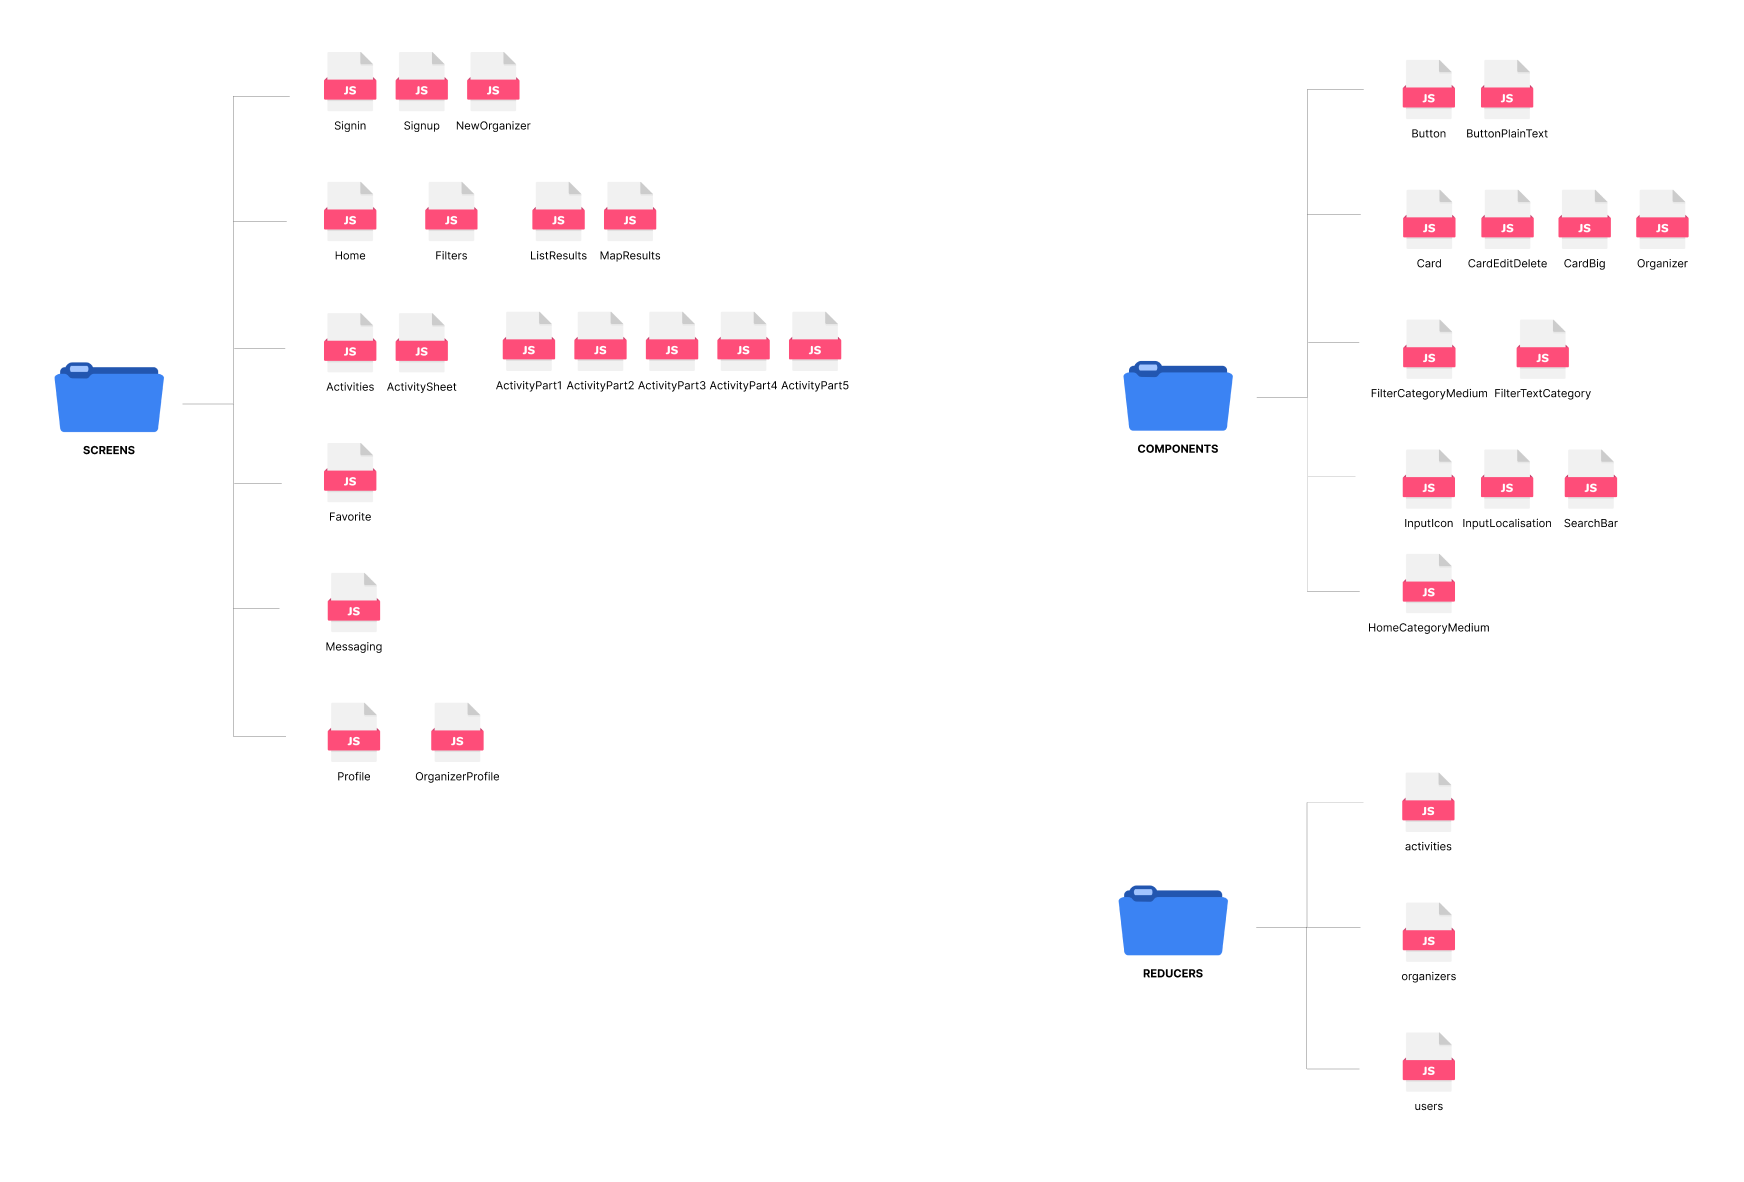 JS JS JS
Signin Signup NewOrganizer
JS JS JS JS
Home Filters ListResults MapResults
JS JS JS JS JS JS JS
Activities ActivitySheet ActivityPart1 ActivityPart2 ActivityPart3 ActivityPart4 ActivityPart5
SCREENS
JS
Favorite
JS
Messaging
JS JS
Profile OrganizerProfile
JS JS
Button ButtonPlainText
JS JS JS JS
Card CardEditDelete CardBig Organizer
JS JS
FilterCategoryMedium FilterTextCategory
COMPONENTS
JS JS JS
InputIcon InputLocalisation SearchBar
JS
HomeCategoryMedium
JS
activities
JS
organizers
REDUCERS
JS
users